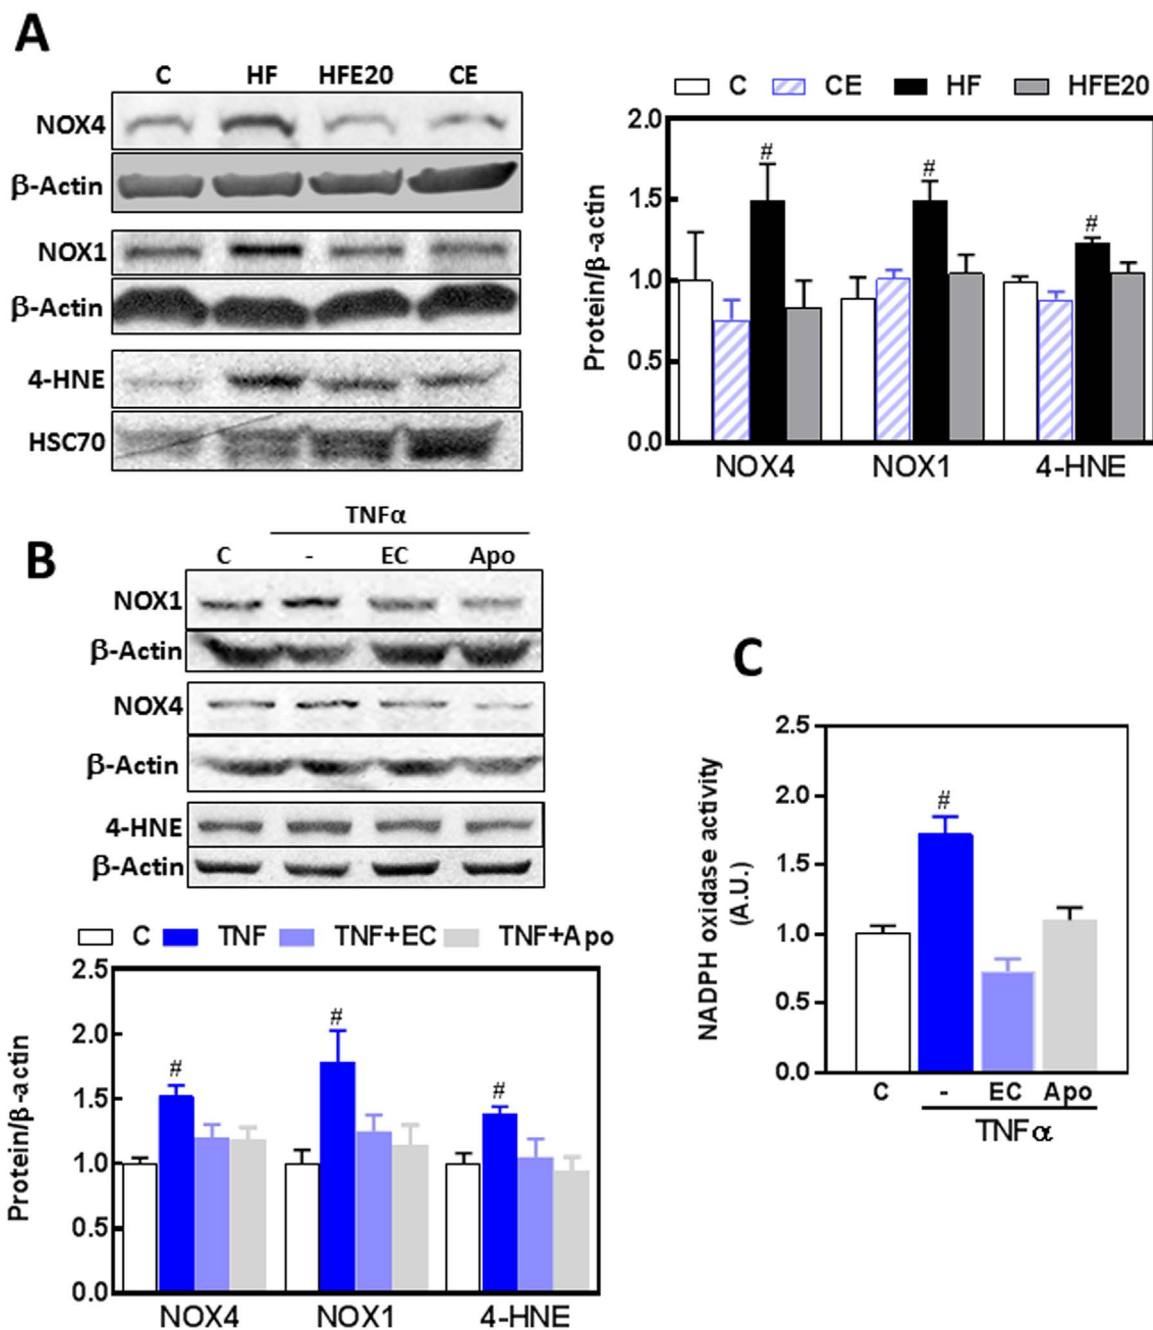 A
C HF HFE20 CE
NOX4
β-Actin
NOX1
β-Actin
4-HNE
HSC70
C CE HF HFE20
Protein/β-actin
2.0
1.5
1.0
0.5
0.0
# # #
NOX4 NOX1 4-HNE
B
TNFα
C - EC Apo
NOX1
β-Actin
NOX4
β-Actin
4-HNE
β-Actin
C TNF TNF+EC TNF+Apo
Protein/β-actin
2.5
2.0
1.5
1.0
0.5
0.0
# # #
NOX4 NOX1 4-HNE
C
NADPH oxidase activity
(A.U.)
2.5
2.0
1.5
1.0
0.5
0.0
#
C - EC Apo
TNFα